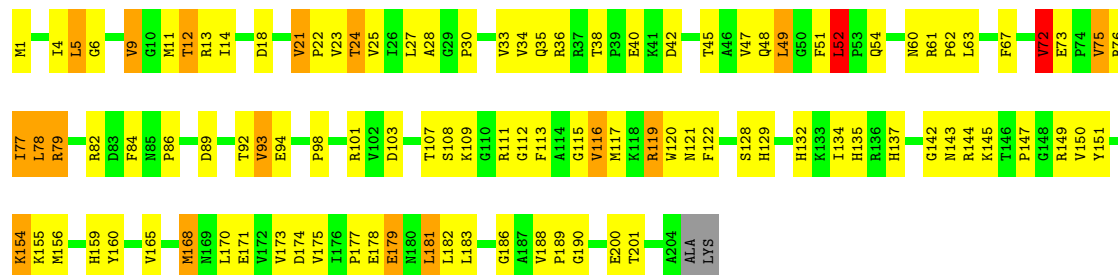 M1 I4 L5 G6 V9 G10 M11 T12 R13 I14 D18 V21 P22 V23 T24 V25 I26 L27 A28 G29 P30 V33 V34 Q35 R36 R37 T38 P39 E40 K41 D42 T45 A46 V47 Q48 L49 G50 F51 L52 P53 Q54 N60 R61 P62 L63 F67 V72 E73 P74 V75 P76
I77 L78 R79 R82 D83 F84 N85 P86 D89 T92 V93 E94 P98 R101 V102 D103 T107 S108 K109 G110 R111 G112 F113 A114 G115 V116 M117 K118 R119 W120 N121 F122 S128 H129 H132 K133 I134 H135 R136 H137 G142 N143 R144 K145 T146 P147 G148 R149 V150 Y151
K154 K155 M156 H159 Y160 V165 M168 N169 L170 E171 V172 V173 D174 V175 I176 P177 E178 E179 N180 L181 L182 L183 G186 A187 V188 P189 G190 E200 T201 A204 ALA LYS